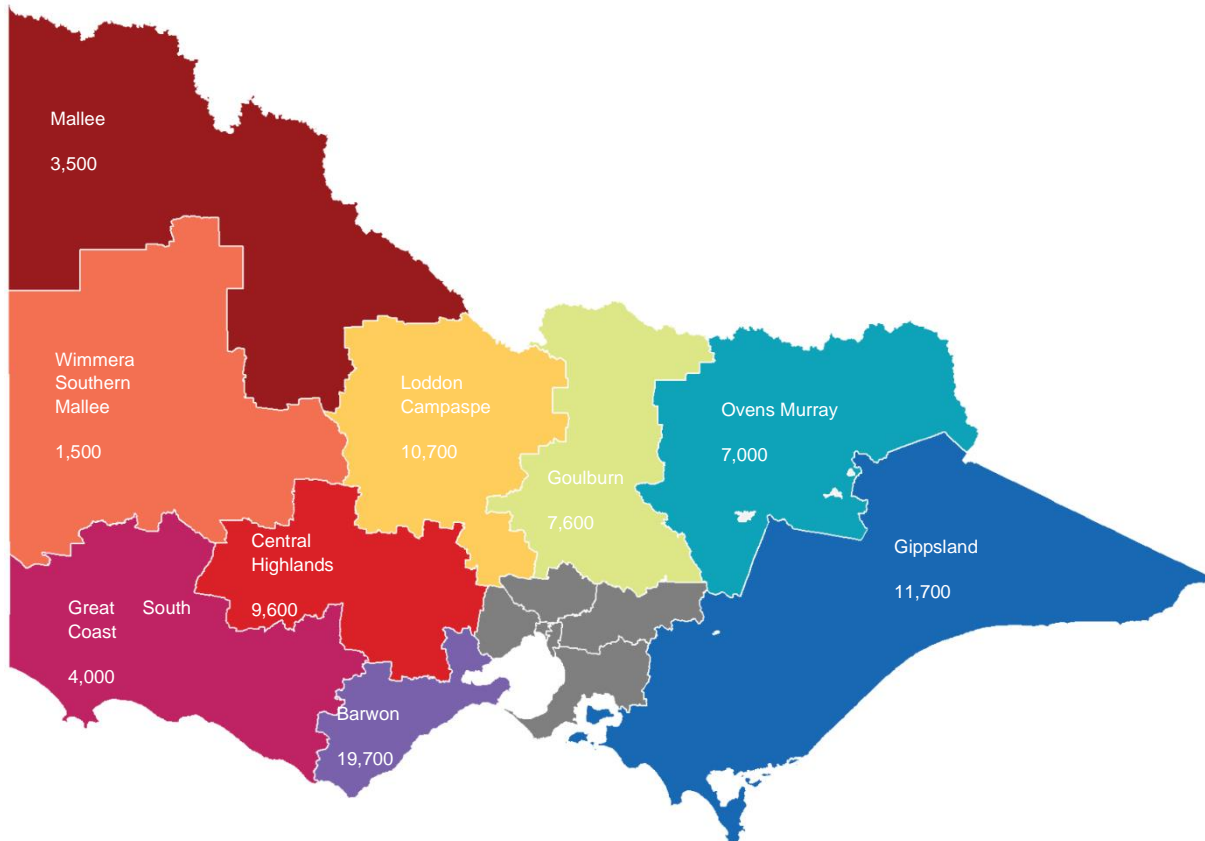 Mallee
3,500
Wimmera
Southern
Mallee
1,500
Loddon
Campaspe
10,700
Goulburn
7,600
Ovens Murray
7,000
Gippsland
11,700
Central
Highlands
9,600
Great South
Coast
4,000
Barwon
19,700